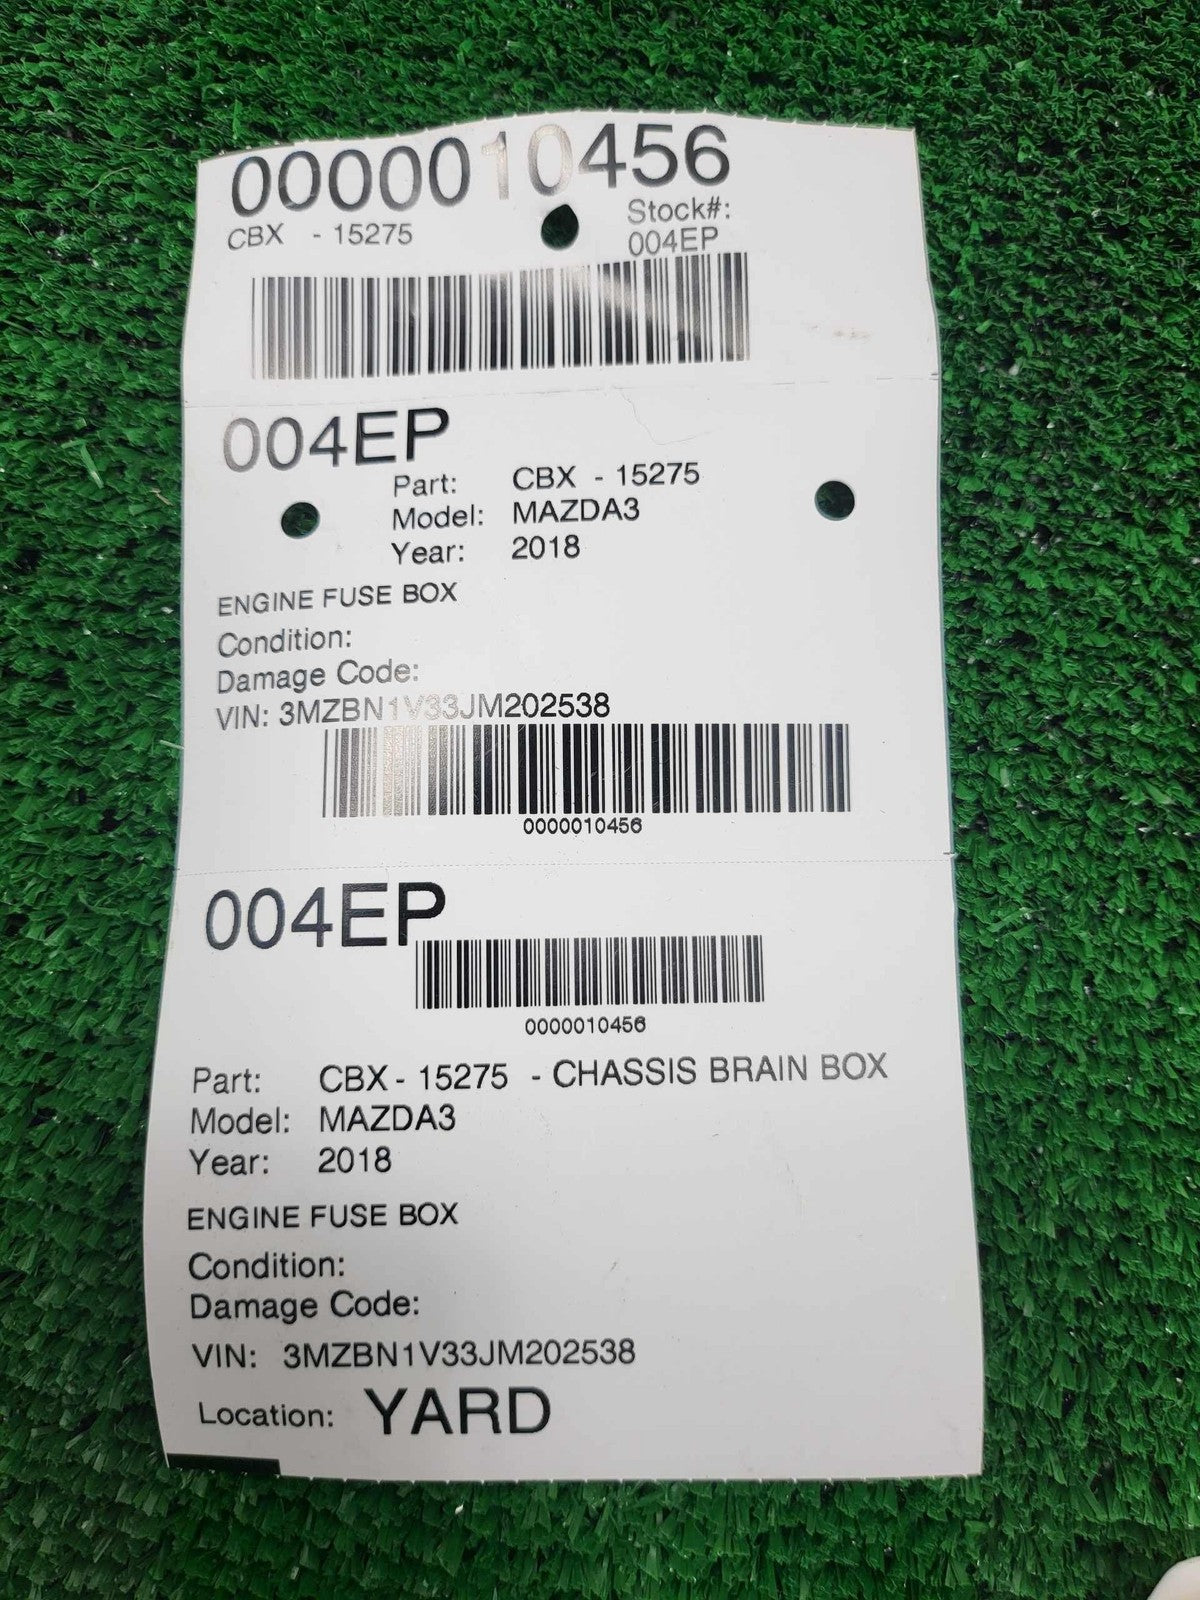 0000010456
CBX - 15275
Stock#:
004EP
004EP
Part: CBX - 15275
Model: MAZDA3
Year: 2018
ENGINE FUSE BOX
Condition:
Damage Code:
VIN: 3MZBN1V33JM202538
0000010456
004EP
0000010456
Part: CBX - 15275 - CHASSIS BRAIN BOX
Model: MAZDA3
Year: 2018
ENGINE FUSE BOX
Condition:
Damage Code:
VIN: 3MZBN1V33JM202538
Location: YARD